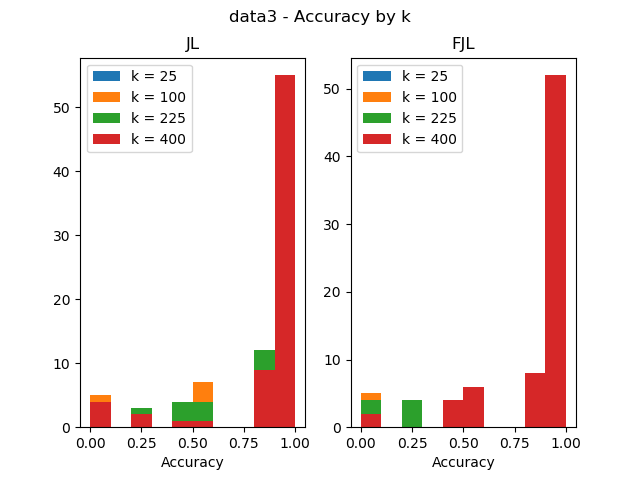 data3 - Accuracy by k
JL
k = 25
k = 100
k = 225
k = 400
50
40
30
20
10
0
0.00 0.25 0.50 0.75 1.00
Accuracy
FJL
k = 25
k = 100
k = 225
k = 400
50
40
30
20
10
0
0.00 0.25 0.50 0.75 1.00
Accuracy